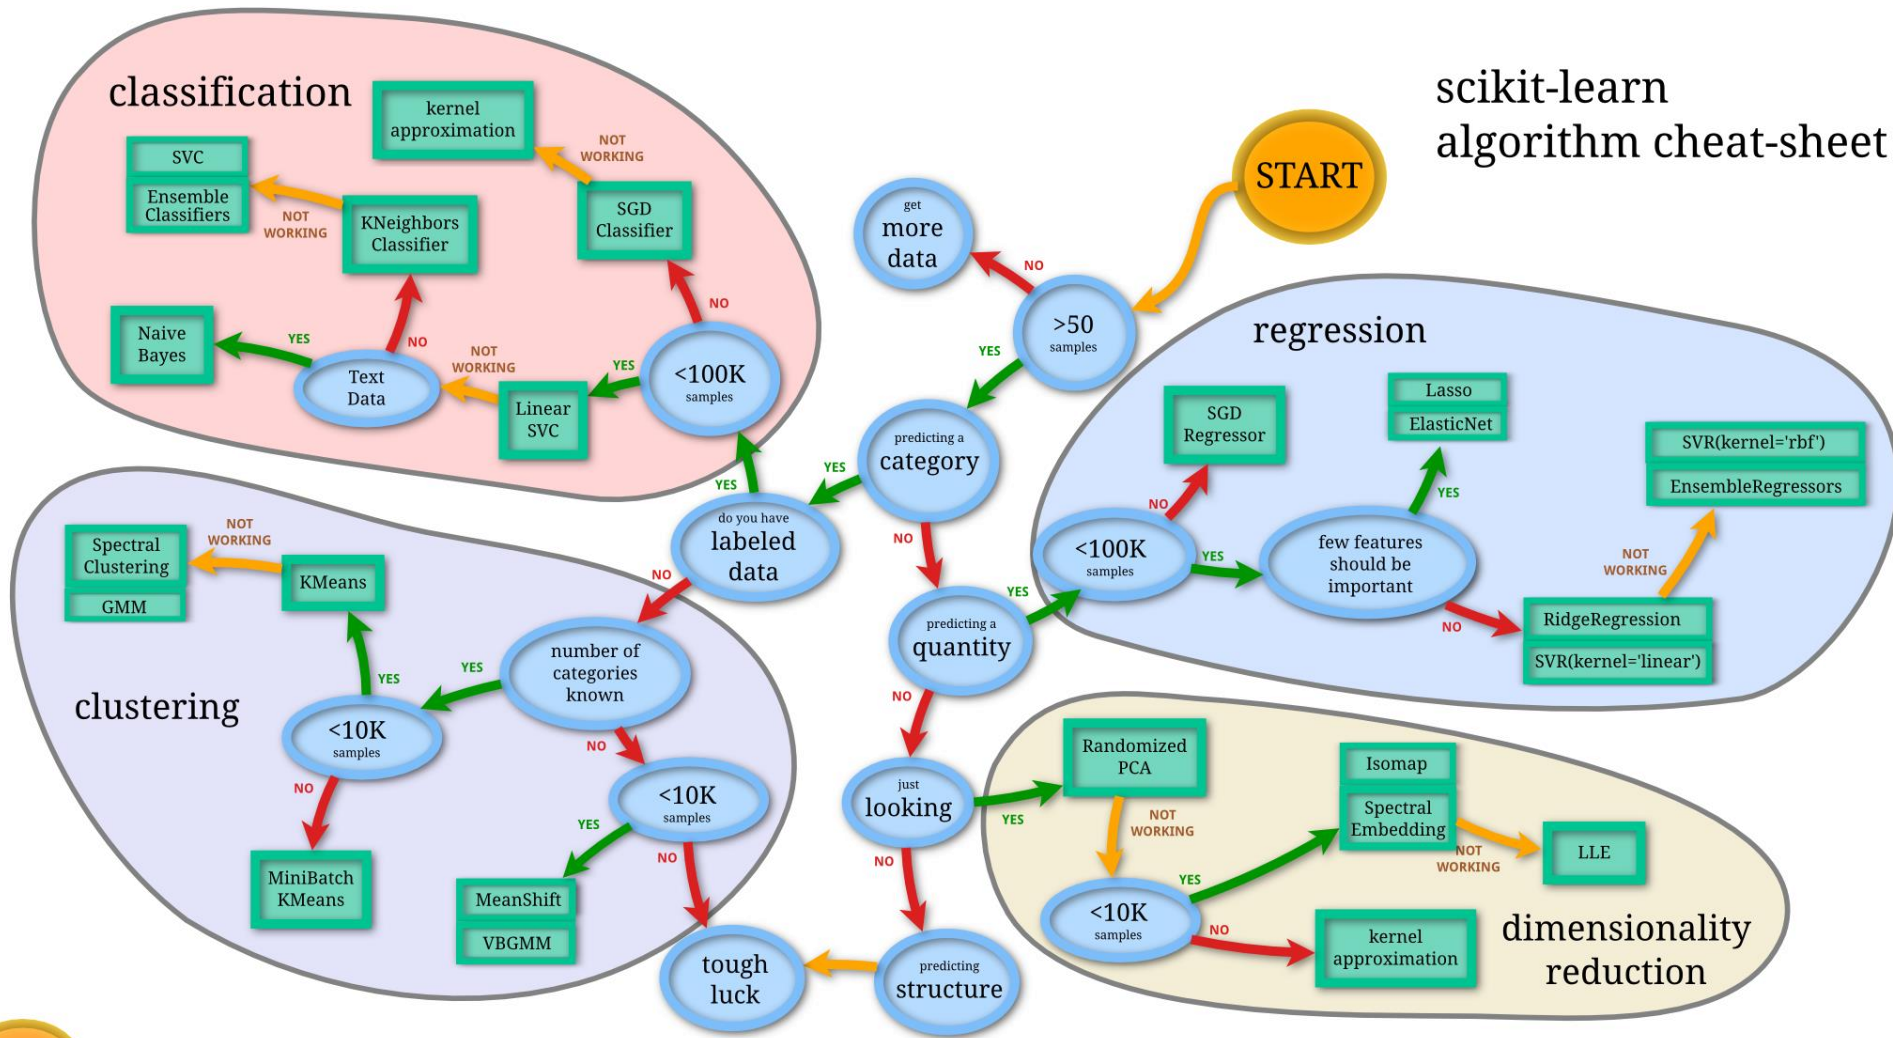 scikit-learn
algorithm cheat-sheet
START
classification
kernel
approximation
NOT
WORKING
SVC
Ensemble
Classifiers
NOT
WORKING
KNeighbors
Classifier
SGD
Classifier
NO
Naive
Bayes
YES
Text
Data
NO
NOT
WORKING
Linear
SVC
YES
<100K
samples
YES
get
more
data
NO
>50
samples
YES
predicting a
category
YES
NO
do you have
labeled
data
NO
predicting a
quantity
YES
NO
just
looking
YES
NO
predicting
structure
tough
luck
regression
SGD
Regressor
NO
<100K
samples
YES
few features
should be
important
YES
Lasso
ElasticNet
NO
RidgeRegression
SVR(kernel='linear')
NOT
WORKING
SVR(kernel='rbf')
EnsembleRegressors
clustering
Spectral
Clustering
GMM
NOT
WORKING
KMeans
YES
number of
categories
known
YES
NO
<10K
samples
NO
MiniBatch
KMeans
<10K
samples
YES
NO
MeanShift
VBGMM
dimensionality
reduction
Randomized
PCA
NOT
WORKING
<10K
samples
YES
NO
Isomap
Spectral
Embedding
NOT
WORKING
LLE
kernel
approximation